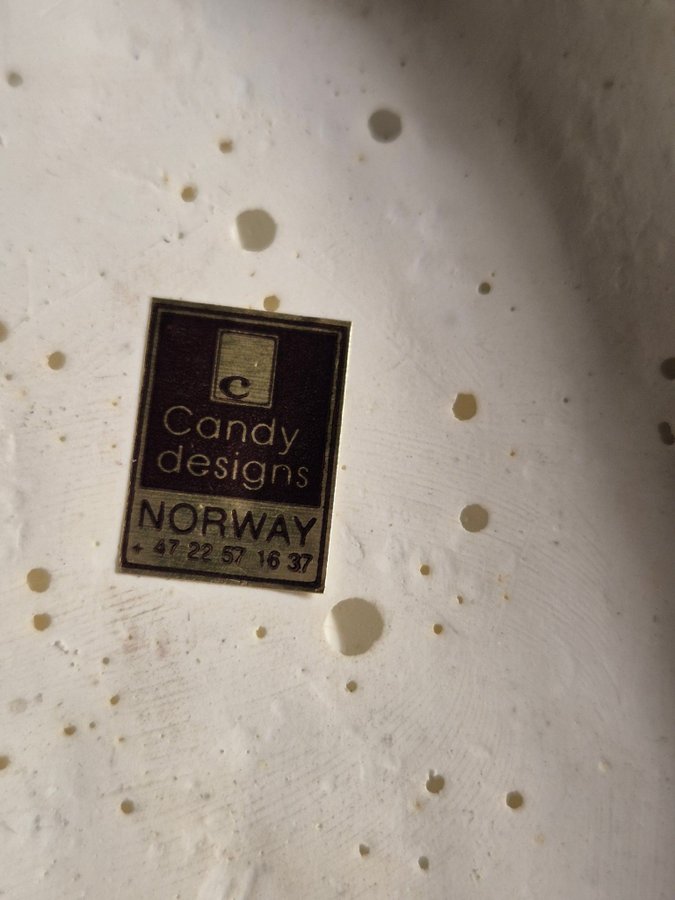 c
Candy
designs
NORWAY
+ 47 22 57 16 37